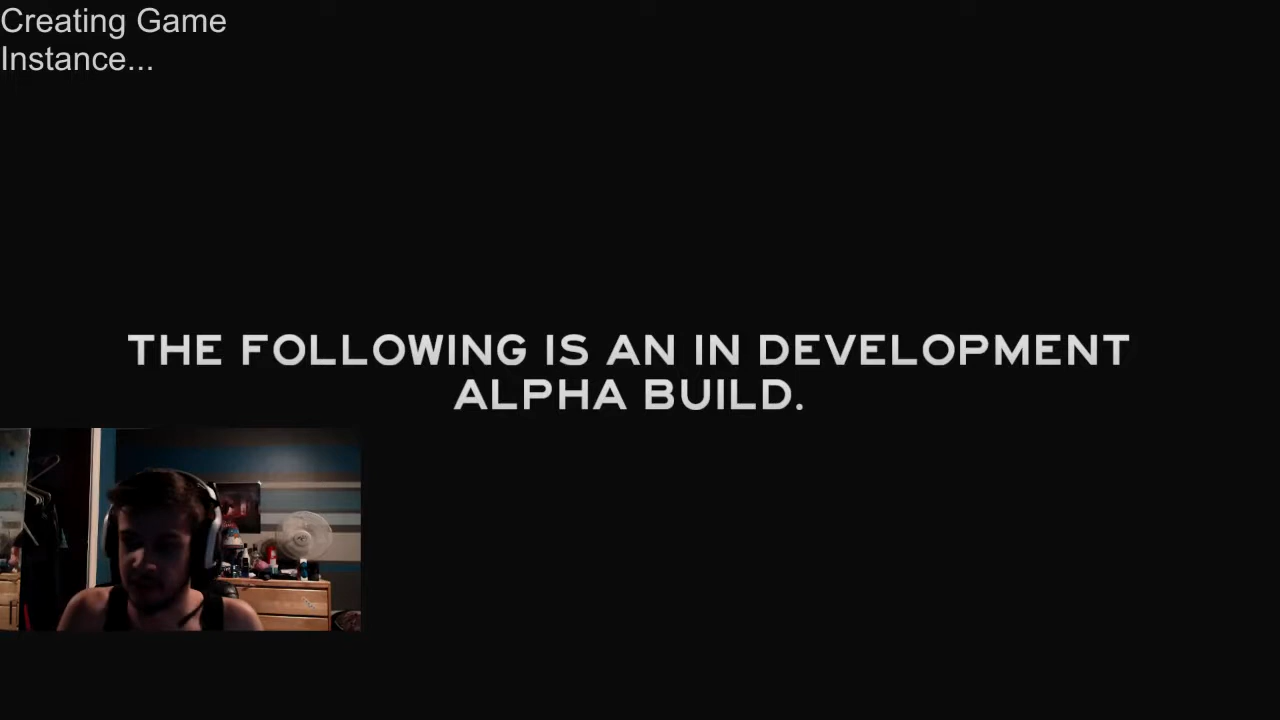 Creating Game
Instance...
THE FOLLOWING IS AN IN DEVELOPMENT
ALPHA BUILD.